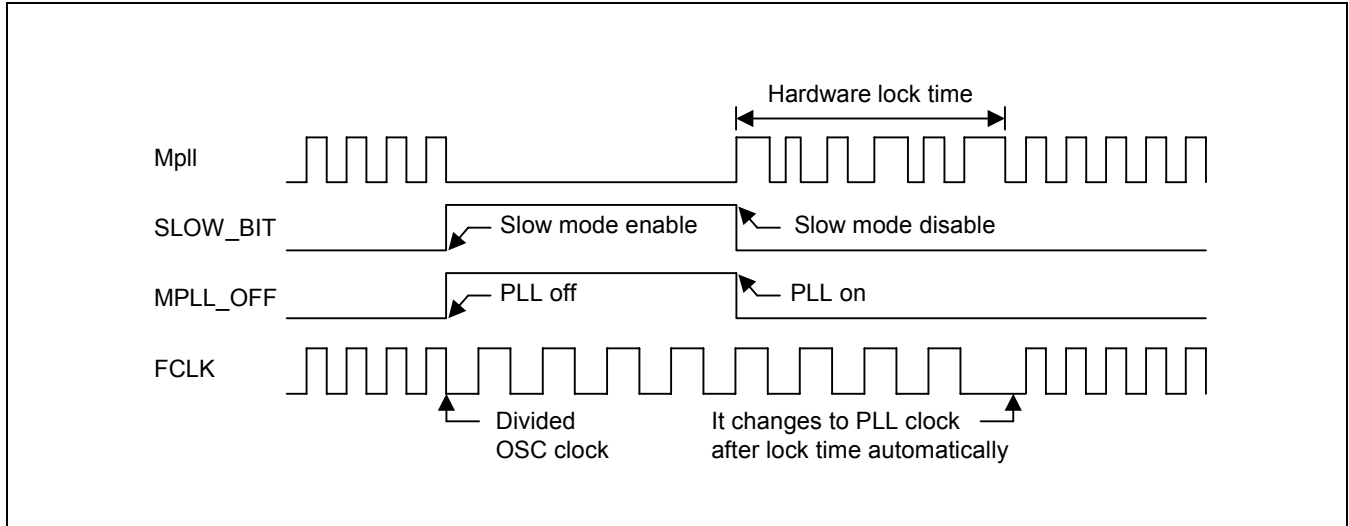 Hardware lock time
Mpll
SLOW_BIT
Slow mode enable
Slow mode disable
MPLL_OFF
PLL off
PLL on
FCLK
Divided
OSC clock
It changes to PLL clock
after lock time automatically